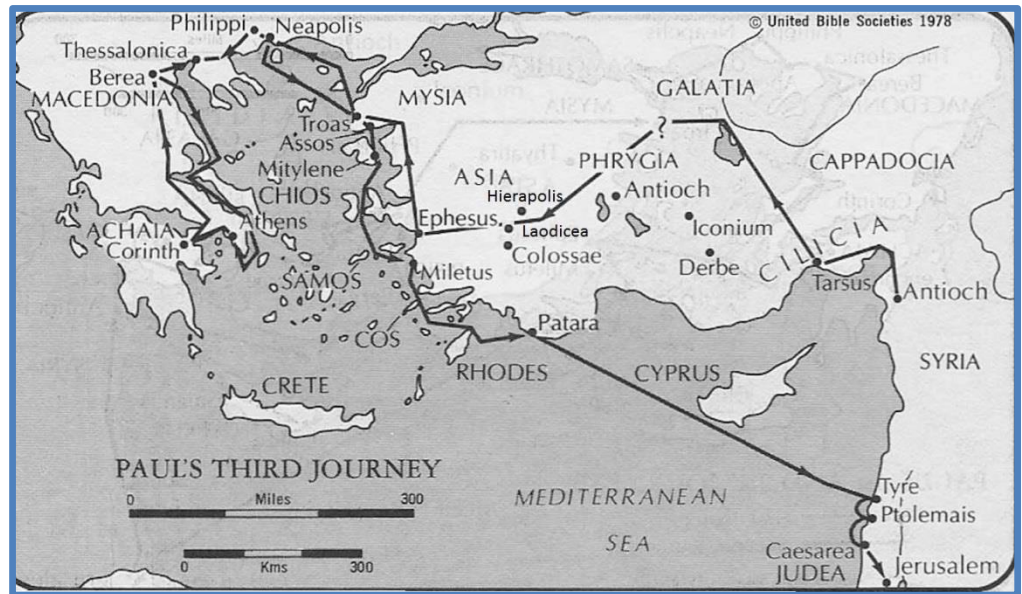 © United Bible Societies 1978
Philippi
Neapolis
Thessalonica
Berea
MACEDONIA
MYSIA
GALATIA
Troas
Assos
PHRYGIA
CAPPADOCIA
Mitylene
ASIA
CHIOS
Hierapolis
Antioch
Athens
Ephesus
Iconium
ACHAIA
Laodicea
CILICIA
Corinth
Colossae
Derbe
Miletus
Tarsus
Antioch
SAMOS
COS
Patara
SYRIA
RHODES
CYPRUS
CRETE
PAUL'S THIRD JOURNEY
0 Miles 300
MEDITERRANEAN
SEA
Tyre
Ptolemais
0 Kms 300
Caesarea
JUDEA
Jerusalem